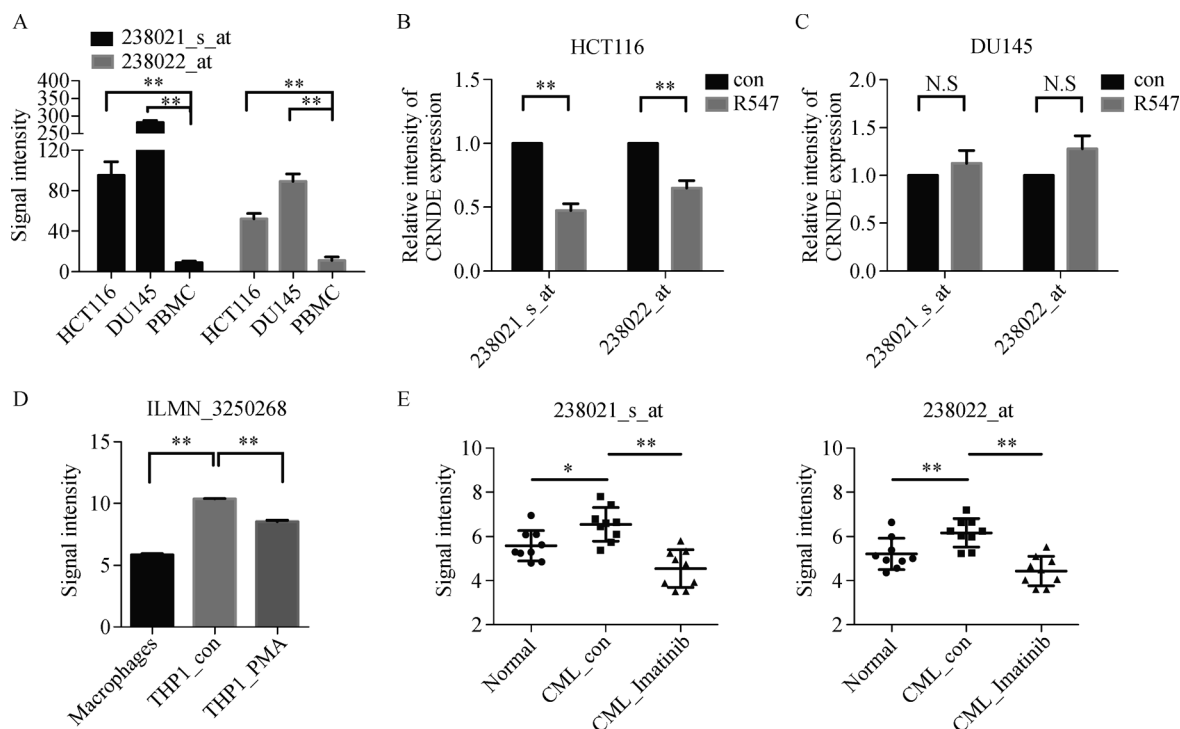 A
238021_s_at
238022_at
Signal intensity
400
350
300
250
120
80
40
0
**
**
**
**
HCT116
DU145
PBMC
HCT116
DU145
PBMC
B
HCT116
Relative intensity of
CRNDE expression
1.5
1.0
0.5
0.0
**
**
con
R547
238021_s_at
238022_at
C
DU145
Relative intensity of
CRNDE expression
2.0
1.5
1.0
0.5
0.0
N.S
N.S
con
R547
238021_s_at
238022_at
D
ILMN_3250268
Signal intensity
15
10
5
0
**
**
Macrophages
THP1_con
THP1_PMA
E
238021_s_at
Signal intensity
8
6
4
2
*
**
Normal
CML_con
CML_Imatinib
238022_at
Signal intensity
10
8
6
4
2
**
**
Normal
CML_con
CML_Imatinib